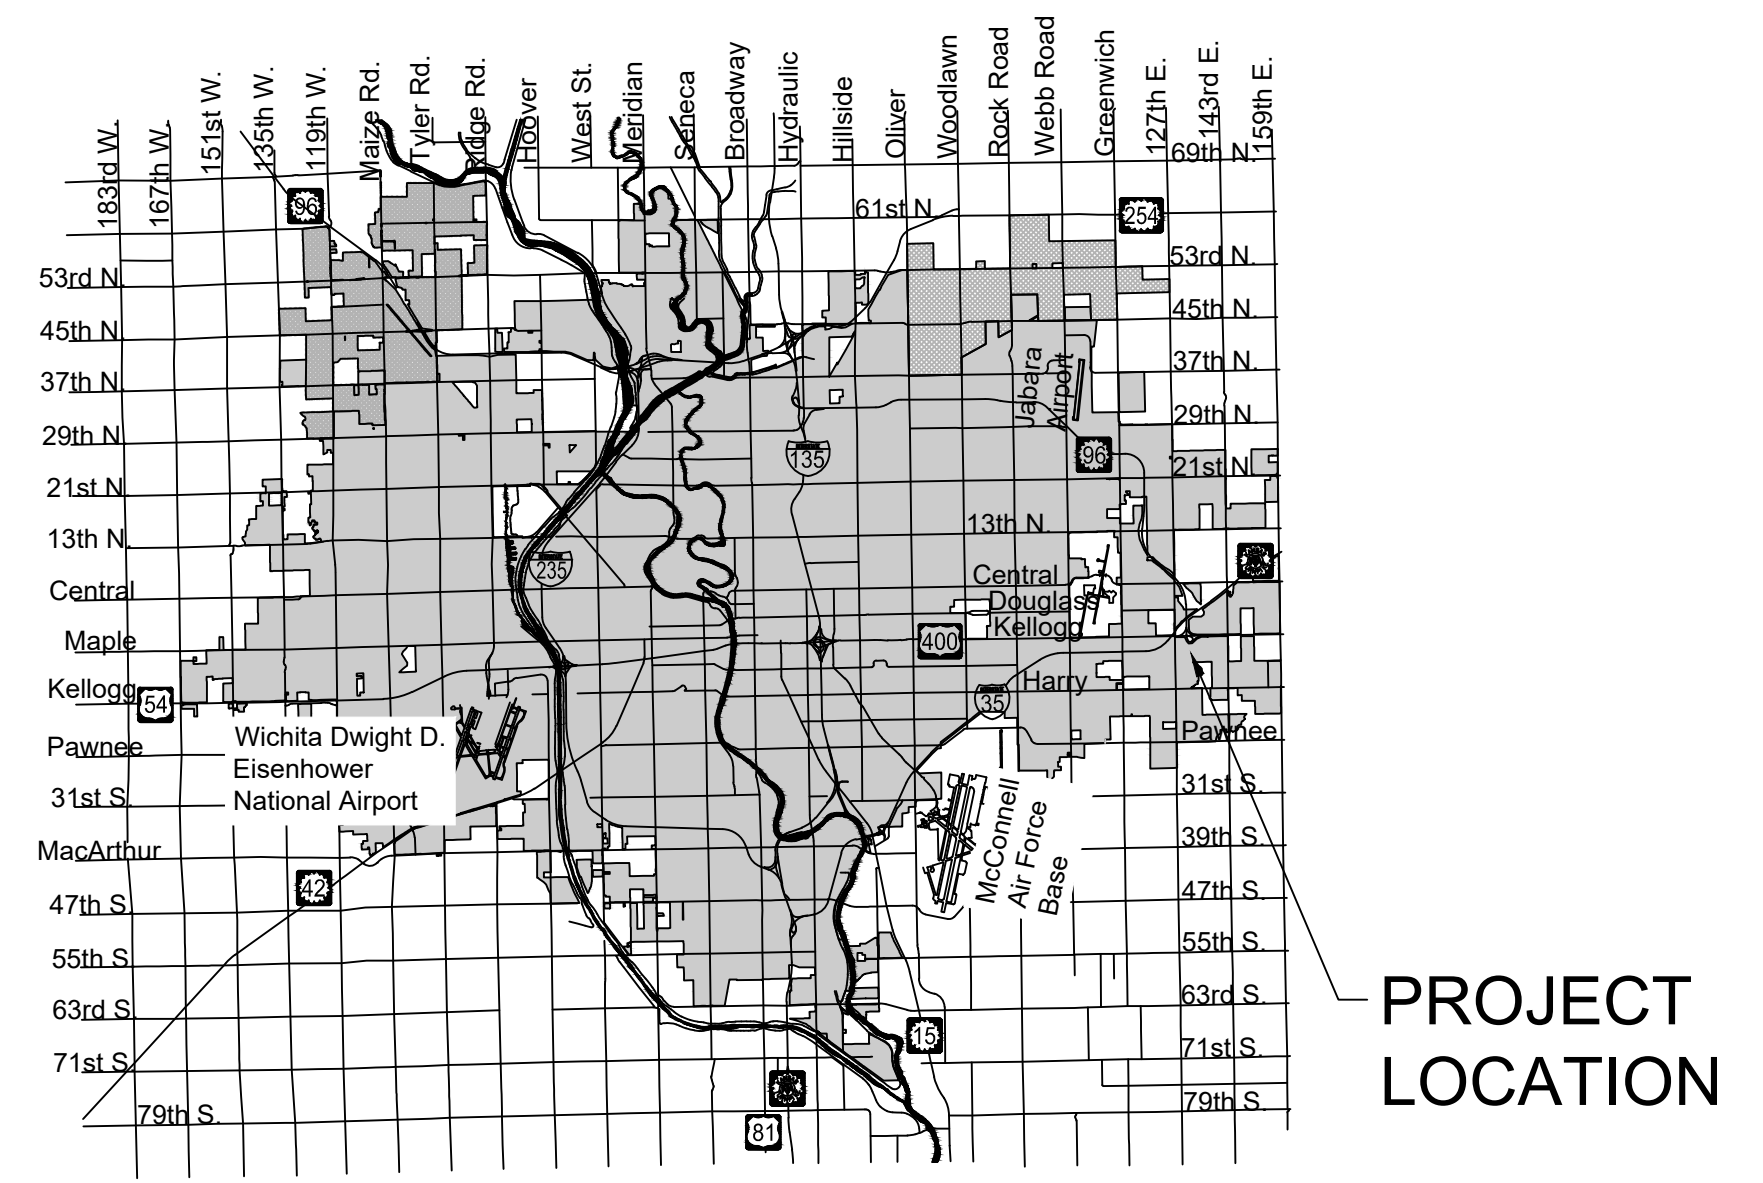 183rd W.
167th W.
151st W.
135th W.
119th W.
Maize Rd.
Tyler Rd.
Ridge Rd.
Hoover
West St.
Meridian
Seneca
Broadway
Hydraulic
Hillside
Oliver
Woodlawn
Rock Road
Webb Road
Greenwich
127th E.
143rd E.
159th E.
69th N.
96
61st N.
254
53rd N.
53rd N.
45th N.
45th N.
37th N.
37th N.
Jabara
Airport
29th N.
29th N.
135
96
21st N.
21st N.
13th N.
13th N.
235
Central
Central
Douglass
Kellogg
Maple
400
Kellogg
54
Harry
35
Pawnee
Pawnee
Wichita Dwight D.
Eisenhower
National Airport
31st S.
31st S.
McConnell
Air Force
Base
MacArthur
39th S.
42
47th S.
47th S.
55th S.
55th S.
63rd S.
63rd S.
15
71st S.
71st S.
79th S.
79th S.
81
PROJECT
LOCATION